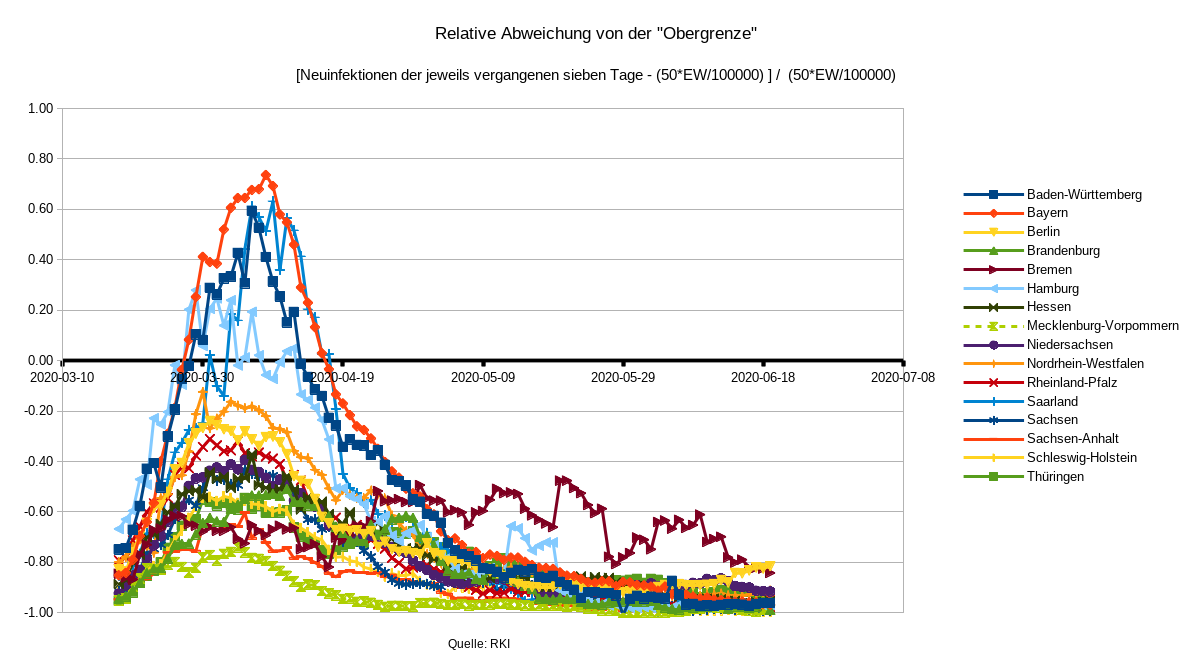 Relative Abweichung von der "Obergrenze"
[Neuinfektionen der jeweils vergangenen sieben Tage - (50*EW/100000) ] / (50*EW/100000)
1.00
0.80
0.60
0.40
0.20
0.00
-0.20
-0.40
-0.60
-0.80
-1.00
2020-03-10 2020-03-30 2020-04-19 2020-05-09 2020-05-29 2020-06-18 2020-07-08
Baden-Württemberg
Bayern
Berlin
Brandenburg
Bremen
Hamburg
Hessen
Mecklenburg-Vorpommern
Niedersachsen
Nordrhein-Westfalen
Rheinland-Pfalz
Saarland
Sachsen
Sachsen-Anhalt
Schleswig-Holstein
Thüringen
Quelle: RKI